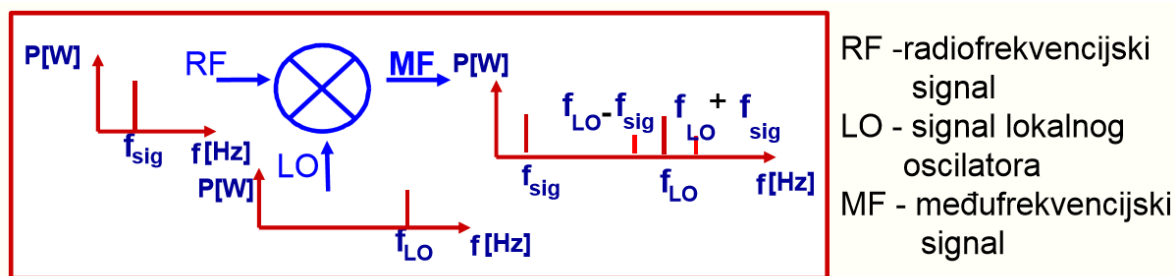 P[W]
RF
MF
P[W]
f_LO - f_sig
f_LO + f_sig
f_sig
f[Hz]
LO
P[W]
f_sig
f_LO
f[Hz]
f_LO
f[Hz]
RF -radiofrekvencijski
signal
LO - signal lokalnog
oscilatora
MF - međufrekvencijski
signal